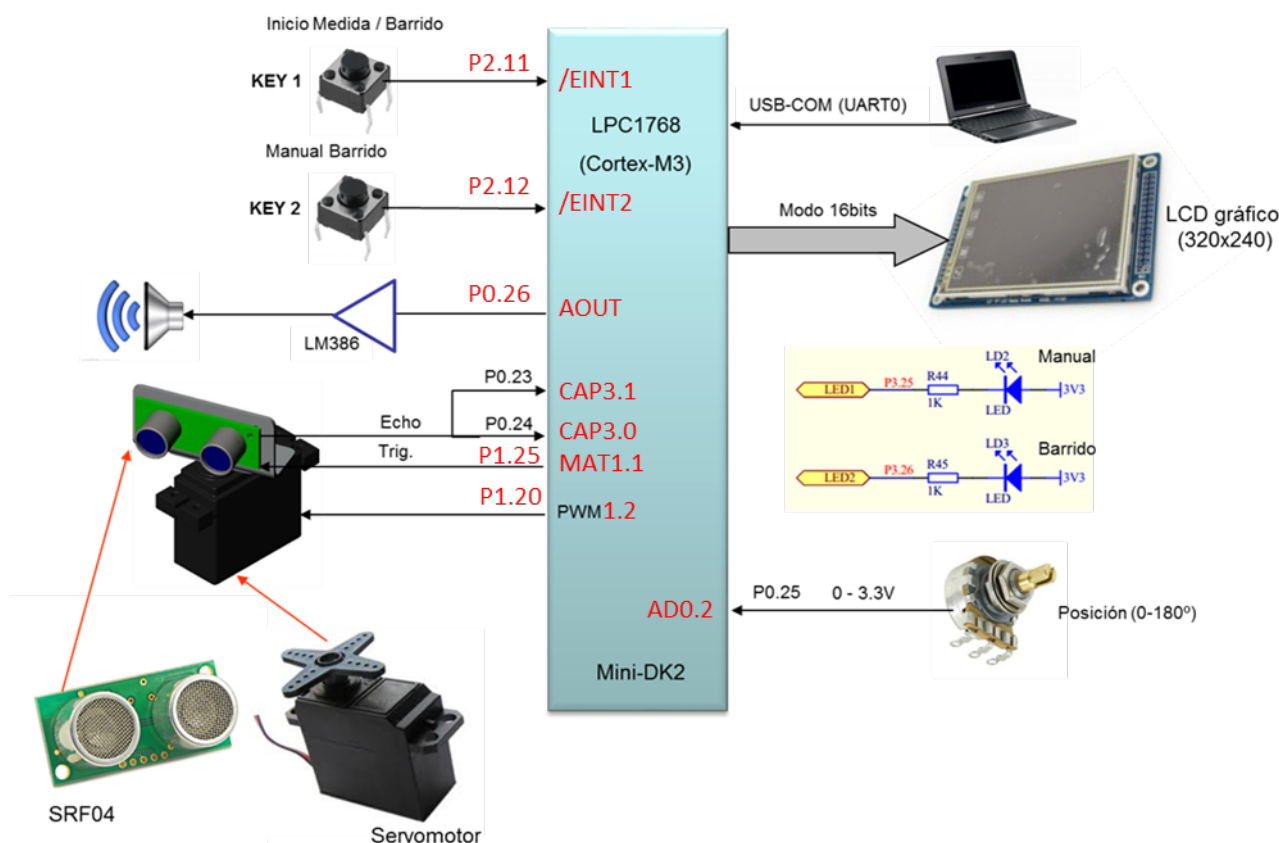 Inicio Medida / Barrido
KEY 1
P2.11
/EINT1
LPC1768
(Cortex-M3)
USB-COM (UART0)
Manual Barrido
KEY 2
P2.12
/EINT2
Modo 16bits
LCD gráfico
(320x240)
P0.26
AOUT
LM386
P0.23
CAP3.1
Echo
P0.24
CAP3.0
Trig.
P1.25
MAT1.1
P1.20
PWM1.2
LD2
Manual
LED1
P3.25
R44
1K
LED
3V3
LD3
Barrido
LED2
P3.26
R45
1K
LED
3V3
AD0.2
P0.25
0 - 3.3V
Posición (0-180º)
Mini-DK2
SRF04
Servomotor